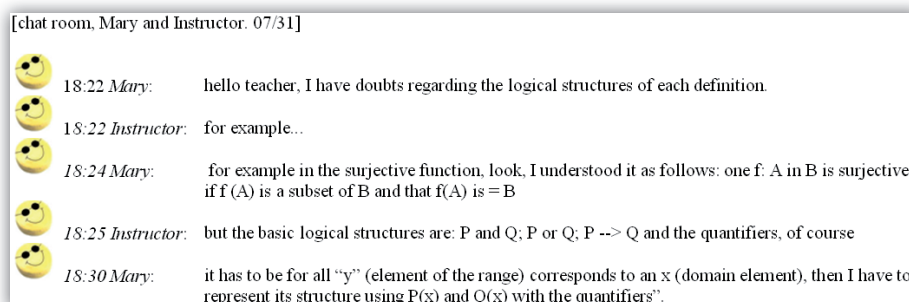 [chat room, Mary and Instructor. 07/31]
18:22 Mary: hello teacher, I have doubts regarding the logical structures of each definition.
18:22 Instructor: for example...
18:24 Mary: for example in the surjective function, look, I understood it as follows: one f: A in B is surjective
if f (A) is a subset of B and that f(A) is = B
18:25 Instructor: but the basic logical structures are: P and Q; P or Q; P --> Q and the quantifiers, of course
18:30 Mary: it has to be for all “y” (element of the range) corresponds to an x (domain element), then I have to
represent its structure using P(x) and Q(x) with the quantifiers”.